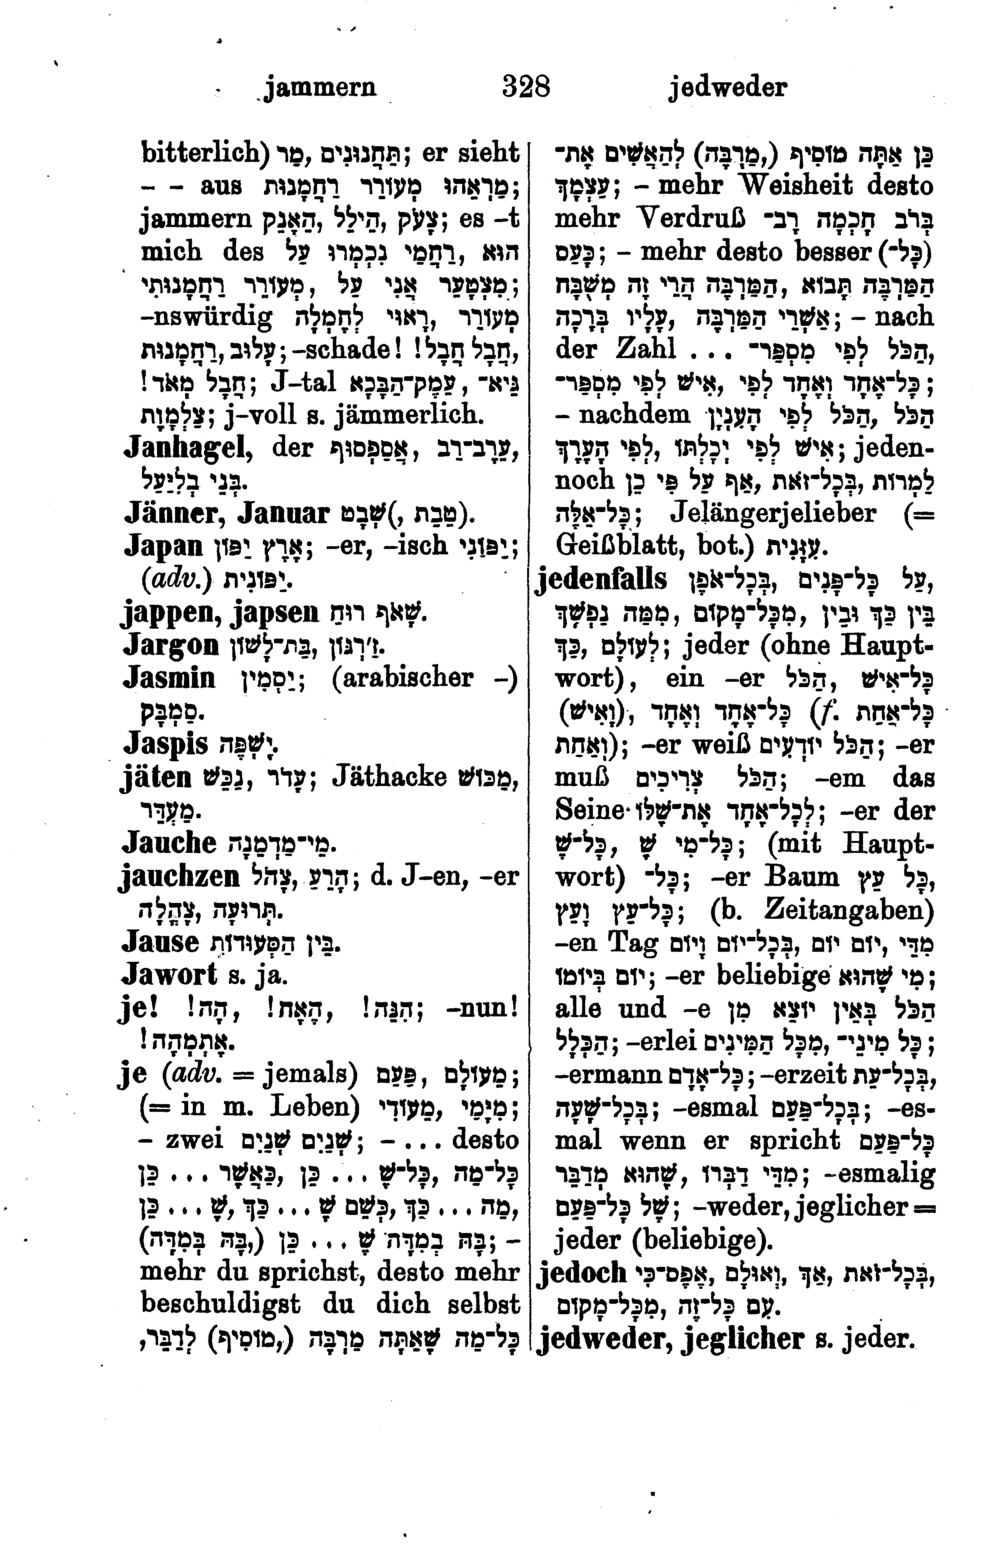 jammern 328 jedweder
bitterlich) תַּחֲנוּנִים, מַר; er sieht
– – aus מַרְאֵהוּ מְעוֹרֵר רַחֲמָנוּת;
jammern צָעֹק, הֵילֵל, הֵאָנֵק; es –t
mich des הוּא, רַחֲמַי נִכְמְרוּ עַל
מִצְטַעֵר אֲנִי עַל, מְעוֹרֵר רַחֲמָנוּתִי;
–nswürdig מְעוֹרֵר, רָאוּי לְחֶמְלָה
עָלוּב, רַחֲמָנוּת; –schade! חֲבָל חֲבָל!,
חֲבָל מְאֹד!; J–tal גֵּיא־, עֵמֶק־הַבָּכָא
צַלְמָוֶת; j–voll s. jämmerlich.
Janhagel, der עֵרֶב־רַב, אֲסַפְסוּף,
בְּנֵי בְלִיַּעַל.
Jänner, Januar שְׁבָט(, טֵבֵת).
Japan אֶרֶץ יַפּוֹן; –er, –isch יַפּוֹנִי;
(adv.) יַפּוֹנִית.
jappen, japsen שָׁאֹף רוּחַ.
Jargon זַ'רְגּוֹן, בַּת־לָשׁוֹן.
Jasmin יַסְמִין; (arabischer –)
סַמְבָּק.
Jaspis יָשְׁפֵה.
jäten עָדֹר, נַכֵּשׁ; Jäthacke מַכּוֹשׁ,
מַעְדֵּר.
Jauche מֵי־מַדְמֵנָה.
jauchzen הָרֵעַ, צָהֹל; d. J–en, –er
תְּרוּעָה, צָהֳלָה.
Jause בֵּין הַסְּעוּדוֹת.
Jawort s. ja.
je! הָהּ!, הֶאָח!, הִנֵּה!; –nun!
אֶתְמְהָה!.
je (adv. = jemals) מֵעוֹלָם, פַּעַם;
(= in m. Leben) מִיָּמַי, מֵעוֹדִי;
– zwei שְׁנַיִם שְׁנַיִם; – ... desto
כָּל־מַה, כָּל־שֶׁ ... כֵּן, כַּאֲשֶׁר ... כֵּן
מַה, ... כַּךְ, כְּשֵׁם שֶׁ ... כַּךְ, שֶׁ ... כֵּן
בָּהּ בְּמִדָּה שֶׁ ... כֵּן (, בָּהּ בְּמִדָּה); –
mehr du sprichst, desto mehr
beschuldigst du dich selbst
כָּל־מַה שֶׁאַתָּה מַרְבֶּה (, מוֹסִיף) לְדַבֵּר,
כֵּן אַתָּה מוֹסִיף (, מַרְבֶּה) לְהַאֲשִׁים אֶת־
עַצְמֶךָ; – mehr Weisheit desto
mehr Verdruß בְּרֹב חָכְמָה רָב־
כָּעַס; – mehr desto besser (כָּל־)
הַמַּרְבֶּה תָּבוֹא, הַמַּרְבֶּה הֲרֵי זֶה מְשֻׁבָּח
אַשְׁרֵי הַמַּרְבֶּה, עָלָיו בְּרָכָה; – nach
der Zahl ... הַכֹּל לְפִי מִסְפַּר־,
כָּל־אֶחָד וְאֶחָד לְפִי, אִישׁ לְפִי מִסְפַּר־;
– nachdem הַכֹּל, הַכֹּל לְפִי הָעִנְיָן
אִישׁ לְפִי יְכָלְתּוֹ, לְפִי הָעֵרֶךְ; jeden-
noch לַמְרוֹת, בְּכָל־זֹאת, אַף עַל פִּי כֵן
כָּל־אֵלֶּה; Jelängerjelieber (=
Geißblatt, bot.) עֻזָּנִית.
jedenfalls עַל כָּל־פָּנִים, בְּכָל־אֹפֶן,
בֵּין כַּךְ וּבֵין, מִכָּל־מָקוֹם, מִמַּה נַפְשָׁךְ
לְעוֹלָם, כַּךְ; jeder (ohne Haupt-
wort), ein –er כָּל־אִישׁ, הַכֹּל
כָּל־אֶחָד וְאֶחָד, (וָאִישׁ) (f. כָּל־אַחַת
וְאַחַת); –er weiß הַכֹּל יוֹדְעִים; –er
muß הַכֹּל צְרִיכִים; –em das
Seine לְכָל־אֶחָד אֶת־שֶׁלּוֹ; –er der
כָּל־מִי שֶׁ, כָּל־שֶׁ; (mit Haupt-
wort) כָּל־; –er Baum כָּל עֵץ,
כָּל־עֵץ וָעֵץ; (b. Zeitangaben)
–en Tag מִדֵּי, יוֹם יוֹם, בְּכָל־יוֹם וָיוֹם
יוֹם בְּיוֹמוֹ; –er beliebige מִי שֶׁהוּא;
alle und –e הַכֹּל בְּאֵין יוֹצֵא מִן
הַכְּלָל; –erlei כָּל מִינֵי־, מִכָּל הַמִּינִים;
–ermann כָּל־אָדָם; –erzeit בְּכָל־עֵת,
בְּכָל־שָׁעָה; –esmal בְּכָל־פַּעַם; –es-
mal wenn er spricht כָּל־פַּעַם
שֶׁהוּא מְדַבֵּר, מִדֵּי דַבְּרוֹ; –esmalig
שֶׁל כָּל־פַּעַם; –weder, jeglicher =
jeder (beliebige).
jedoch בְּכָל־זֹאת, אַךְ, וְאוּלָם, אֶפֶס־כִּי,
עִם כָּל־זֶה, מִכָּל־מָקוֹם.
jedweder, jeglicher s. jeder.